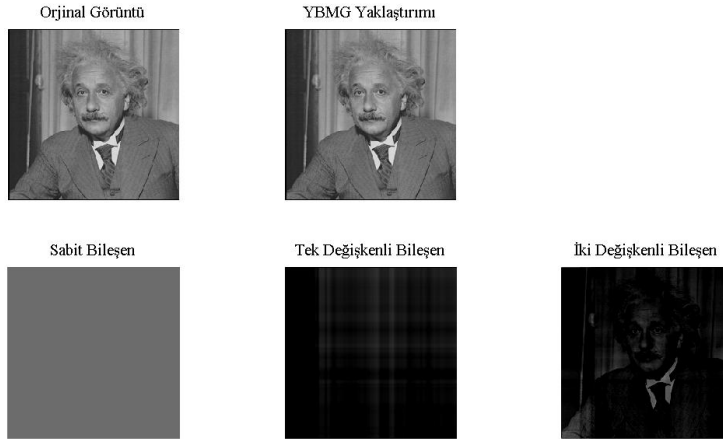 Orjinal Görüntü
YBMG Yaklaştırımı
Sabit Bileşen
Tek Değişkenli Bileşen
İki Değişkenli Bileşen